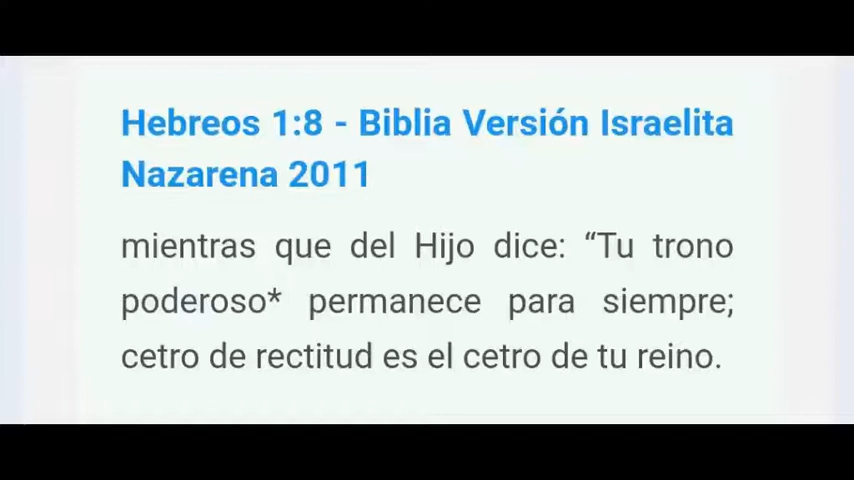 Hebreos 1:8 - Biblia Versión Israelita
Nazarena 2011
mientras que del Hijo dice: “Tu trono
poderoso* permanece para siempre;
cetro de rectitud es el cetro de tu reino.